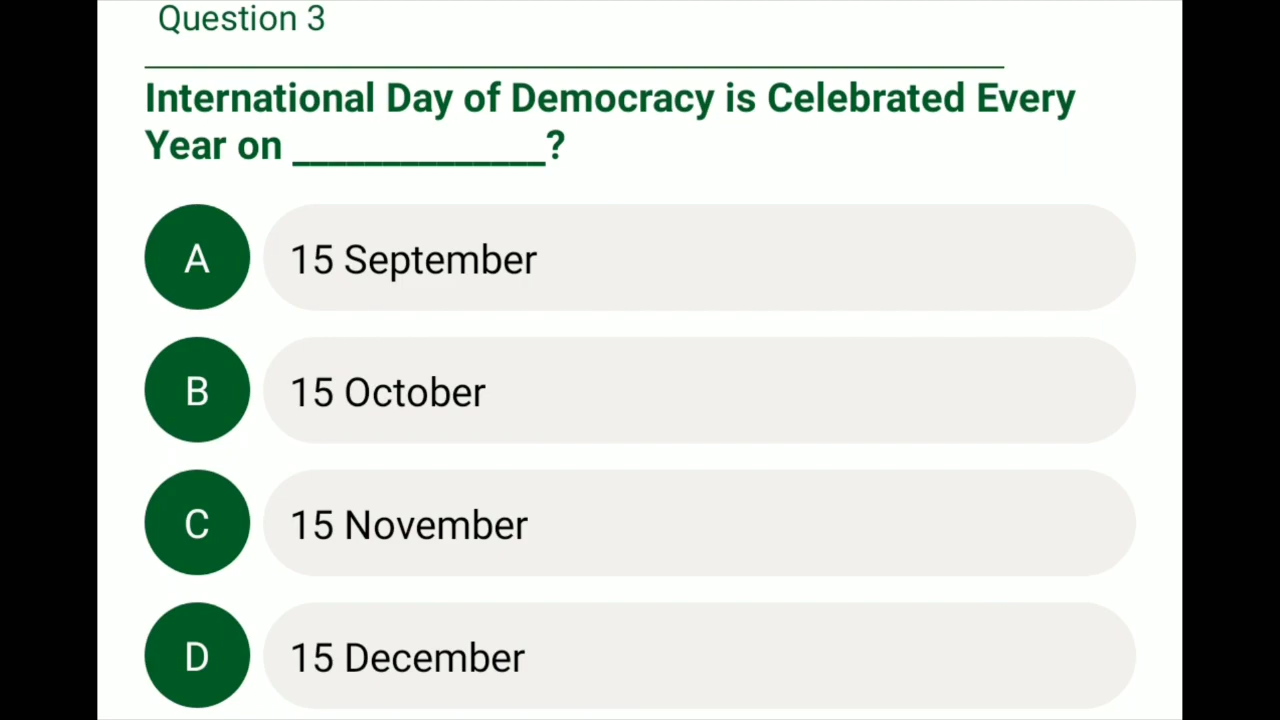 Question 3
International Day of Democracy is Celebrated Every
Year on ______________?
A 15 September
B 15 October
C 15 November
D 15 December